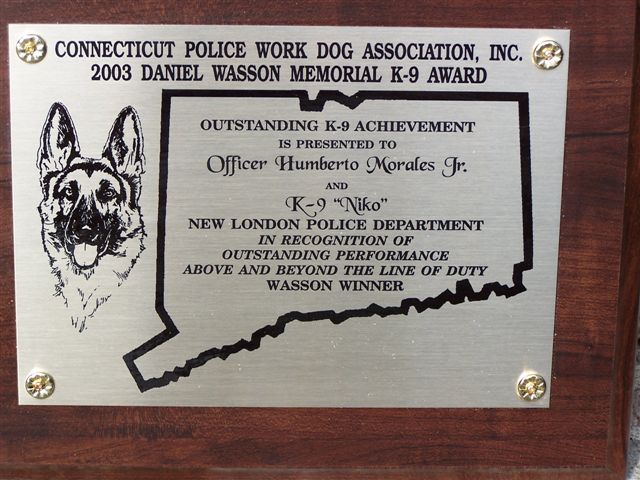 CONNECTICUT POLICE WORK DOG ASSOCIATION, INC.
2003 DANIEL WASSON MEMORIAL K-9 AWARD
OUTSTANDING K-9 ACHIEVEMENT
IS PRESENTED TO
Officer Humberto Morales Jr.
AND
K-9 "Niko"
NEW LONDON POLICE DEPARTMENT
IN RECOGNITION OF
OUTSTANDING PERFORMANCE
ABOVE AND BEYOND THE LINE OF DUTY
WASSON WINNER